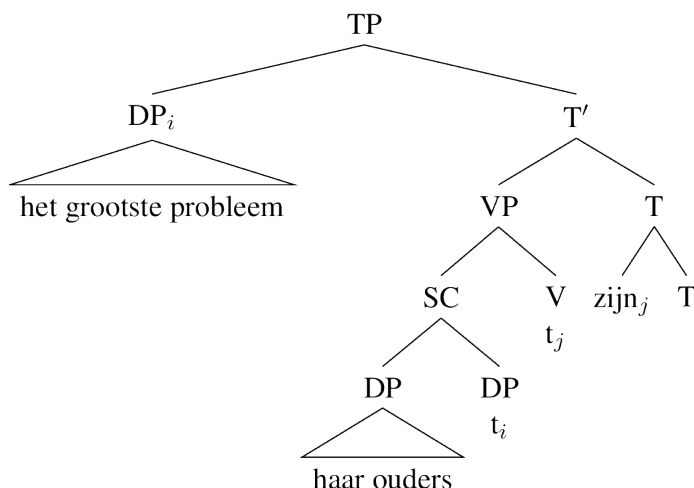 TP
DPᵢ T′
het grootste probleem VP T
SC V zijnⱼ T
tⱼ
DP DP
tᵢ
haar ouders